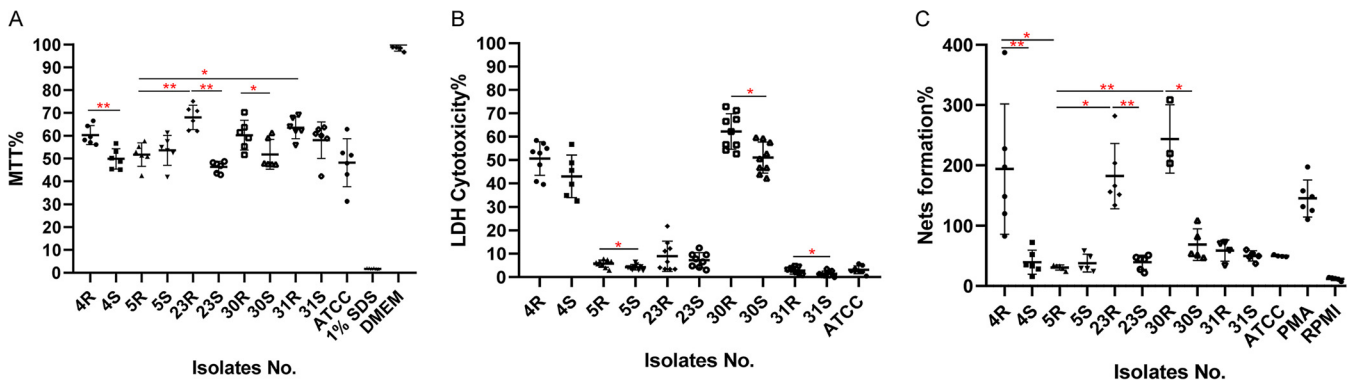 A
MTT%
100
90
80
70
60
50
40
30
20
10
0
** ** ** * *
4R 4S 5R 5S 23R 23S 30R 30S 31R 31S ATCC 1% SDS DMEM
Isolates No.
B
LDH Cytotoxicity%
100
90
80
70
60
50
40
30
20
10
0
* * *
4R 4S 5R 5S 23R 23S 30R 30S 31R 31S ATCC
Isolates No.
C
Nets formation%
400
300
200
100
0
* ** ** * ** *
4R 4S 5R 5S 23R 23S 30R 30S 31R 31S ATCC PMA RPMI
Isolates No.